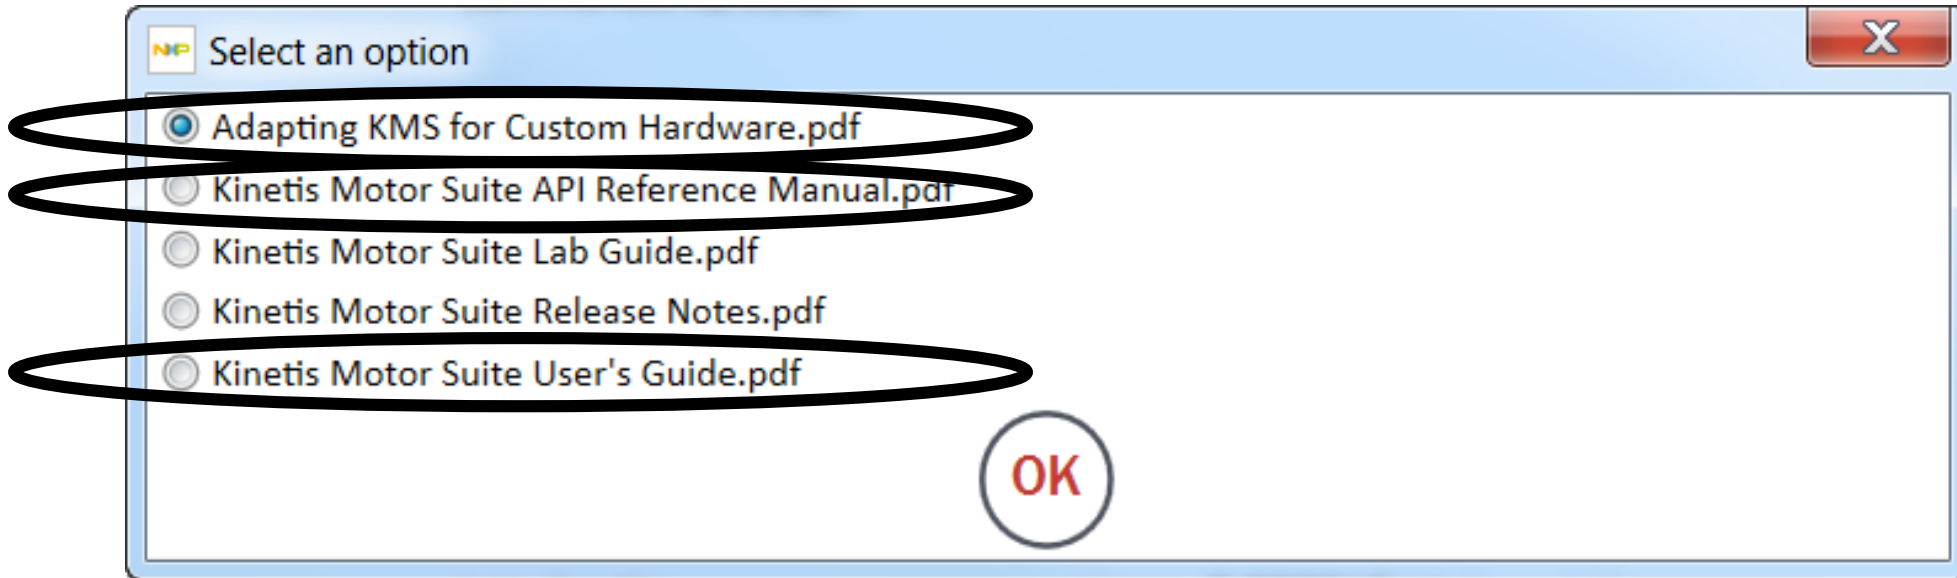 NXP Select an option X
Adapting KMS for Custom Hardware.pdf
Kinetis Motor Suite API Reference Manual.pdf
Kinetis Motor Suite Lab Guide.pdf
Kinetis Motor Suite Release Notes.pdf
Kinetis Motor Suite User's Guide.pdf
OK